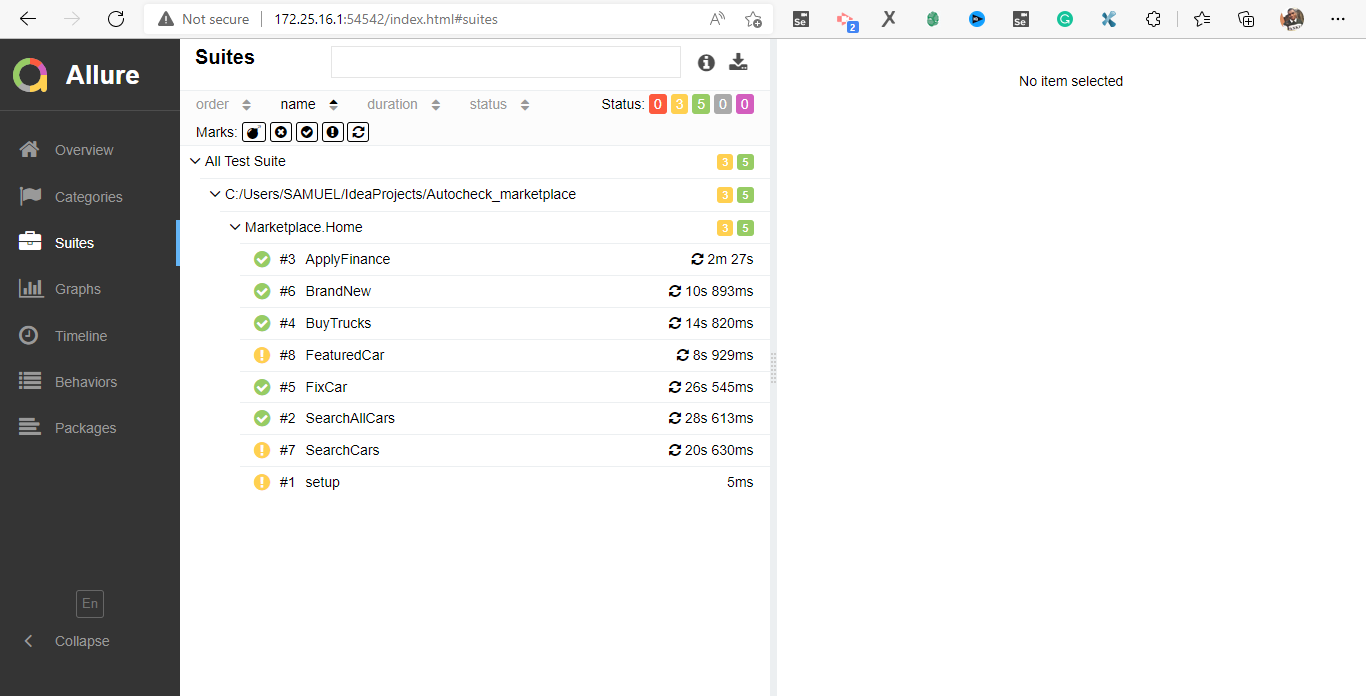 Not secure | 172.25.16.1:54542/index.html#suites
Se 2 X Se G
Allure
Overview
Categories
Suites
Graphs
Timeline
Behaviors
Packages
En
Collapse
Suites
order name duration status Status: 0 3 5 0 0
Marks:
All Test Suite 3 5
C:/Users/SAMUEL/IdeaProjects/Autocheck_marketplace 3 5
Marketplace.Home 3 5
#3 ApplyFinance 2m 27s
#6 BrandNew 10s 893ms
#4 BuyTrucks 14s 820ms
#8 FeaturedCar 8s 929ms
#5 FixCar 26s 545ms
#2 SearchAllCars 28s 613ms
#7 SearchCars 20s 630ms
#1 setup 5ms
No item selected